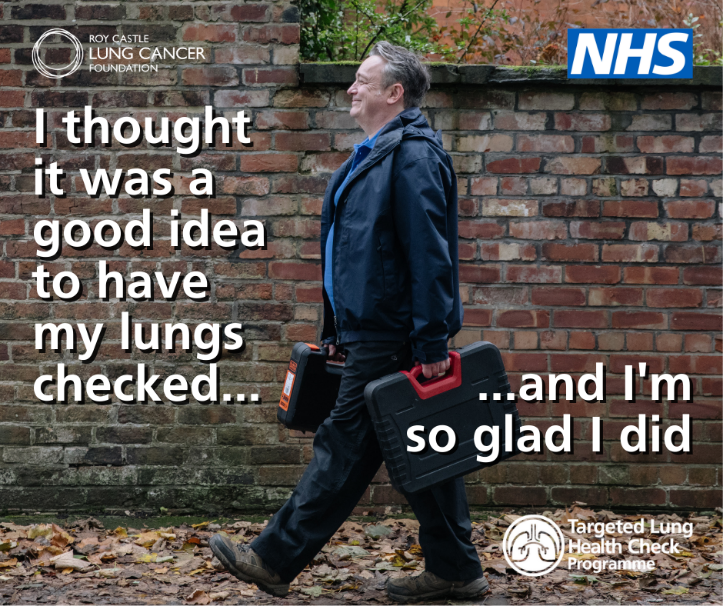 ROY CASTLE
LUNG CANCER
FOUNDATION
NHS
I thought
it was a
good idea
to have
my lungs
checked...
...and I'm
so glad I did
Targeted Lung
Health Check
Programme